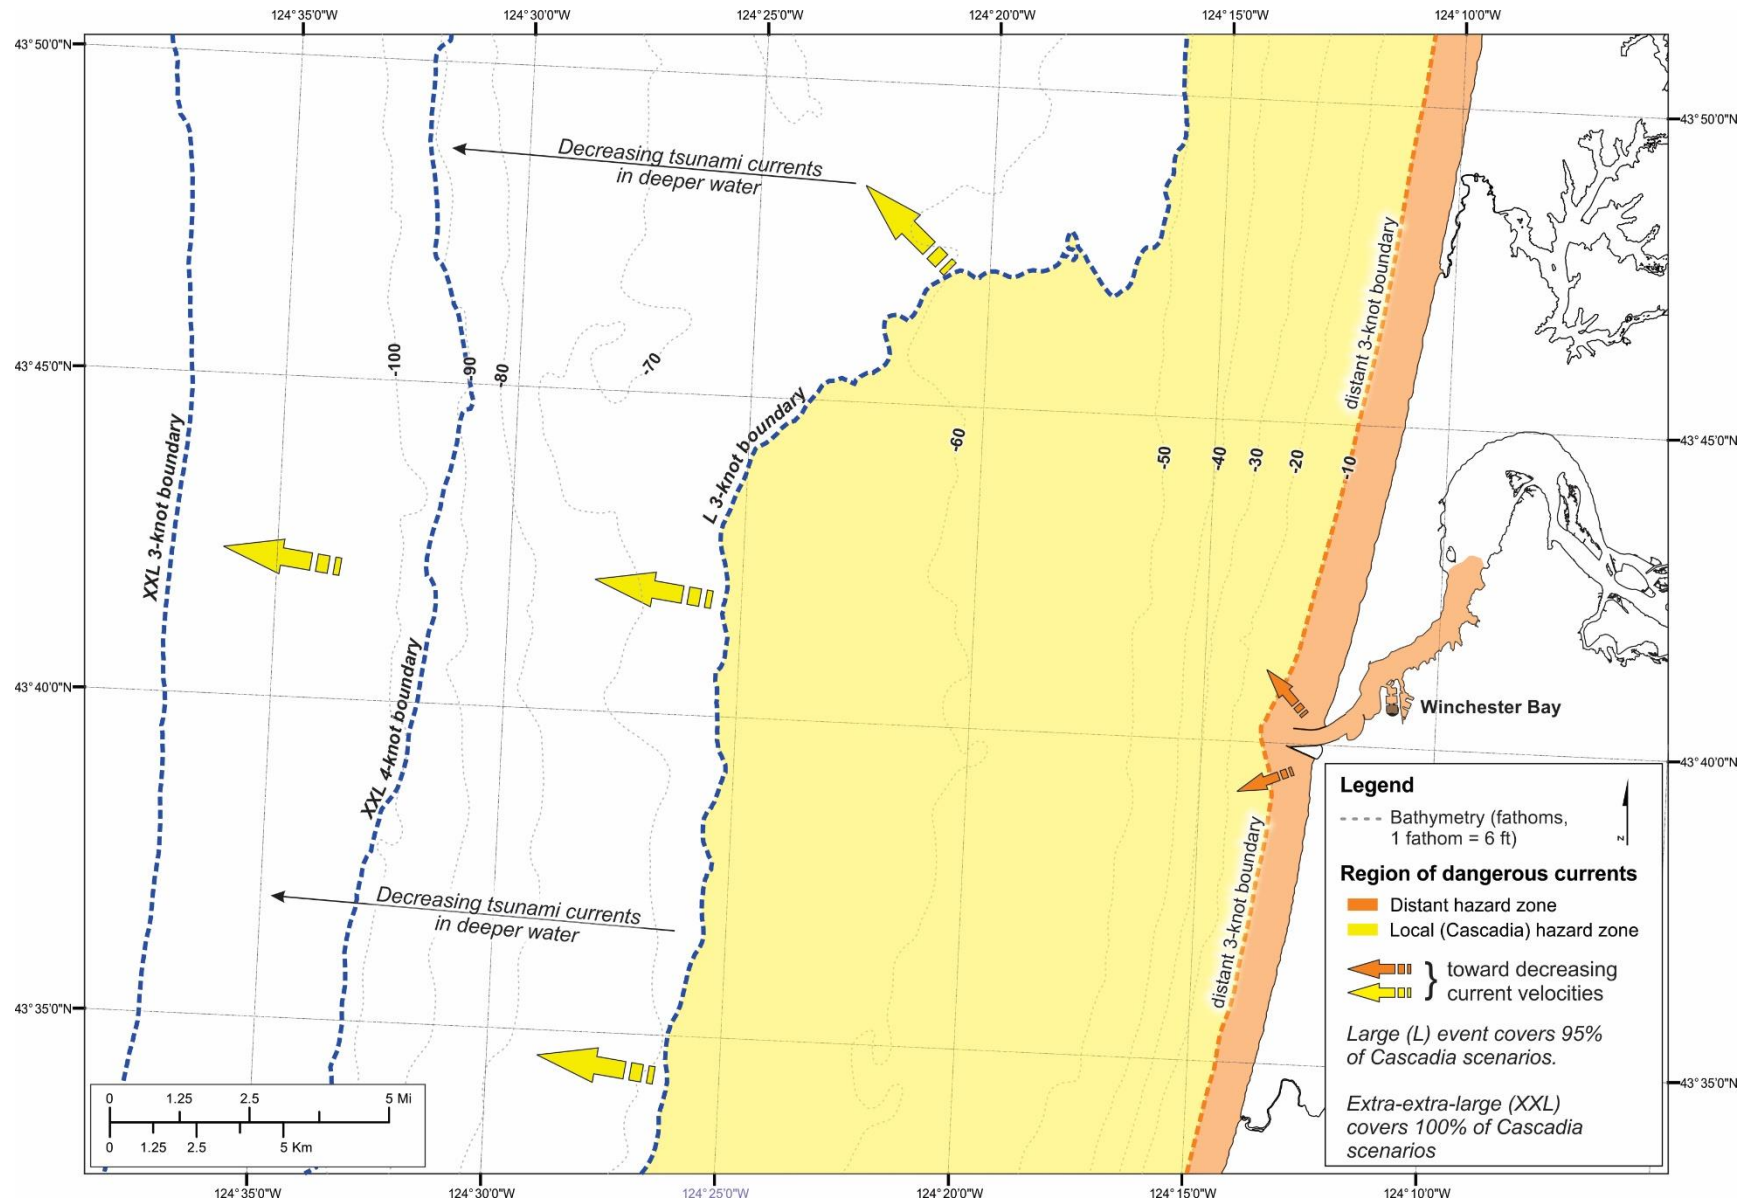 124°35'0"W
124°30'0"W
124°25'0"W
124°20'0"W
124°15'0"W
124°10'0"W
43°50'0"N
43°50'0"N
Decreasing tsunami currents
in deeper water
distant 3-knot boundary
43°45'0"N
-100
-90
-80
-70
L 3-knot boundary
-60
-50
-40
-30
-20
-10
43°45'0"N
XXL 3-knot boundary
XXL 4-knot boundary
43°40'0"N
Winchester Bay
43°40'0"N
distant 3-knot boundary
Decreasing tsunami currents
in deeper water
43°35'0"N
43°35'0"N
Legend
Bathymetry (fathoms,
1 fathom = 6 ft)
N
Region of dangerous currents
Distant hazard zone
Local (Cascadia) hazard zone
} toward decreasing
current velocities
Large (L) event covers 95%
of Cascadia scenarios.
Extra-extra-large (XXL)
covers 100% of Cascadia
scenarios
0 1.25 2.5 5 Mi
0 1.25 2.5 5 Km
124°35'0"W
124°30'0"W
124°25'0"W
124°20'0"W
124°15'0"W
124°10'0"W